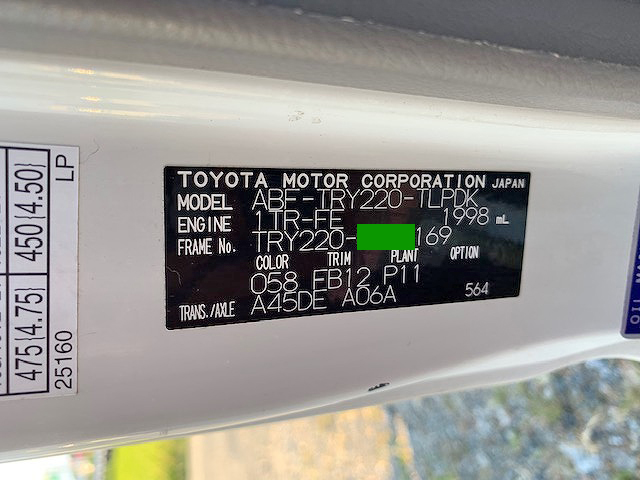 TOYOTA MOTOR CORPORATION JAPAN
MODEL ABF-TRY220-TLPDK
ENGINE 1TR-FE 1998 mL
FRAME No. TRY220- 169
COLOR TRIM PLANT OPTION
058 FB12 P11
TRANS./AXLE A45DE A06A 564
475{4.75} 450{4.50}
25160 LP
OIL